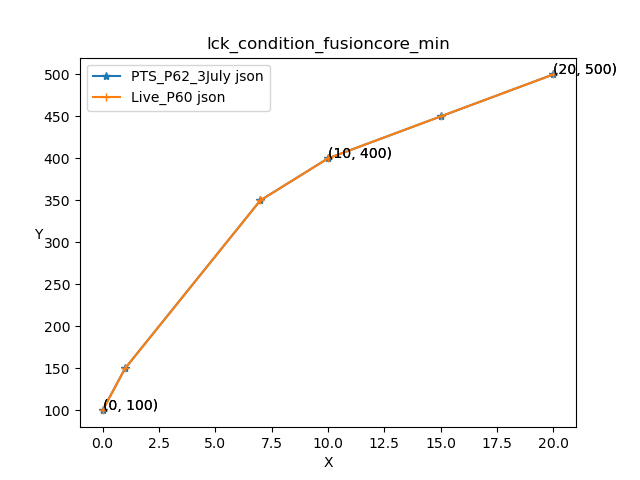 lck_condition_fusioncore_min
PTS_P62_3July json
Live_P60 json
(20, 500)
(10, 400)
(0, 100)
Y
500
450
400
350
300
250
200
150
100
0.0 2.5 5.0 7.5 10.0 12.5 15.0 17.5 20.0
X